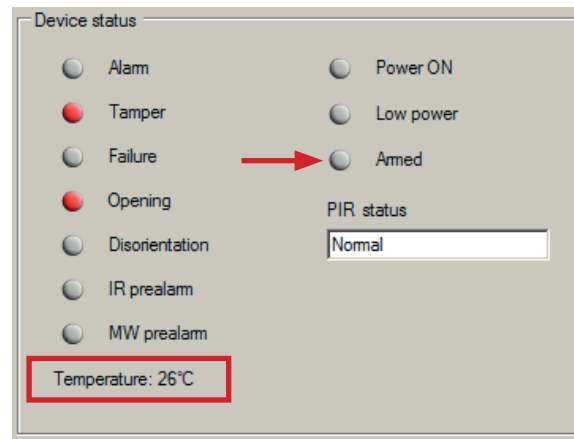 Device status
Alarm
Tamper
Failure
Opening
Disorientation
IR prealarm
MW prealarm
Temperature: 26°C
Power ON
Low power
Armed
PIR status
Normal